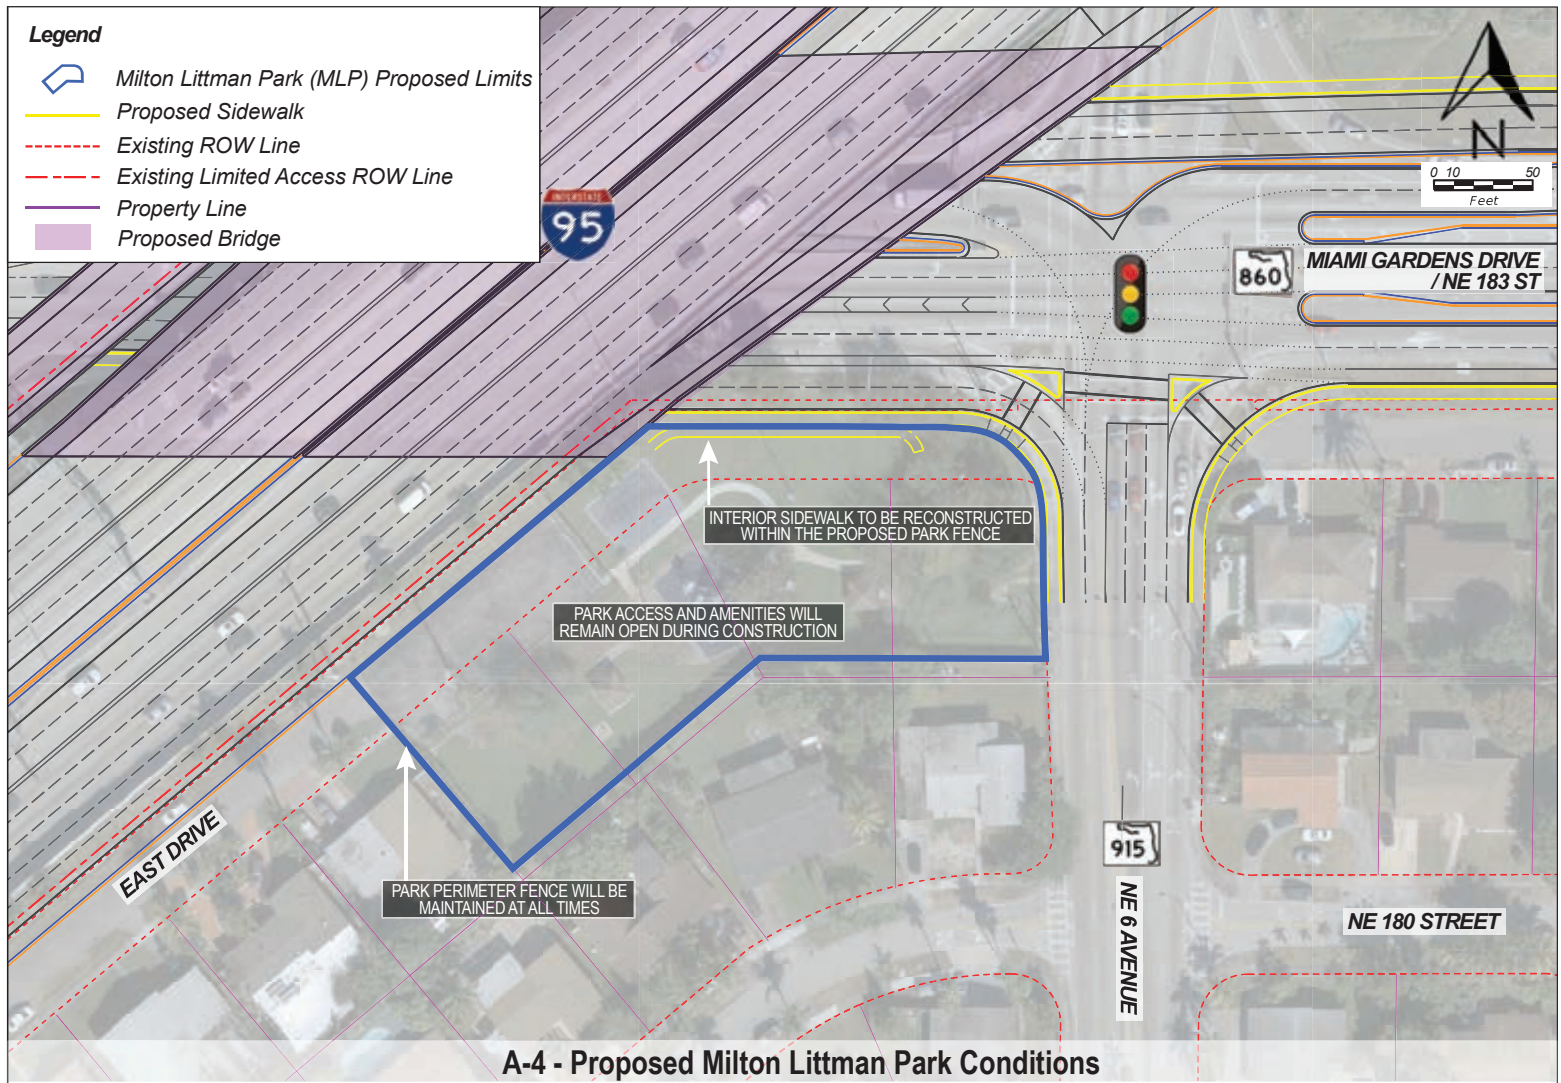 Legend
Milton Littman Park (MLP) Proposed Limits
Proposed Sidewalk
Existing ROW Line
Existing Limited Access ROW Line
Property Line
Proposed Bridge
INTERSTATE
95
N
0 10 50
Feet
860
MIAMI GARDENS DRIVE
/ NE 183 ST
INTERIOR SIDEWALK TO BE RECONSTRUCTED
WITHIN THE PROPOSED PARK FENCE
PARK ACCESS AND AMENITIES WILL
REMAIN OPEN DURING CONSTRUCTION
EAST DRIVE
PARK PERIMETER FENCE WILL BE
MAINTAINED AT ALL TIMES
915
NE 6 AVENUE
NE 180 STREET
A-4 - Proposed Milton Littman Park Conditions